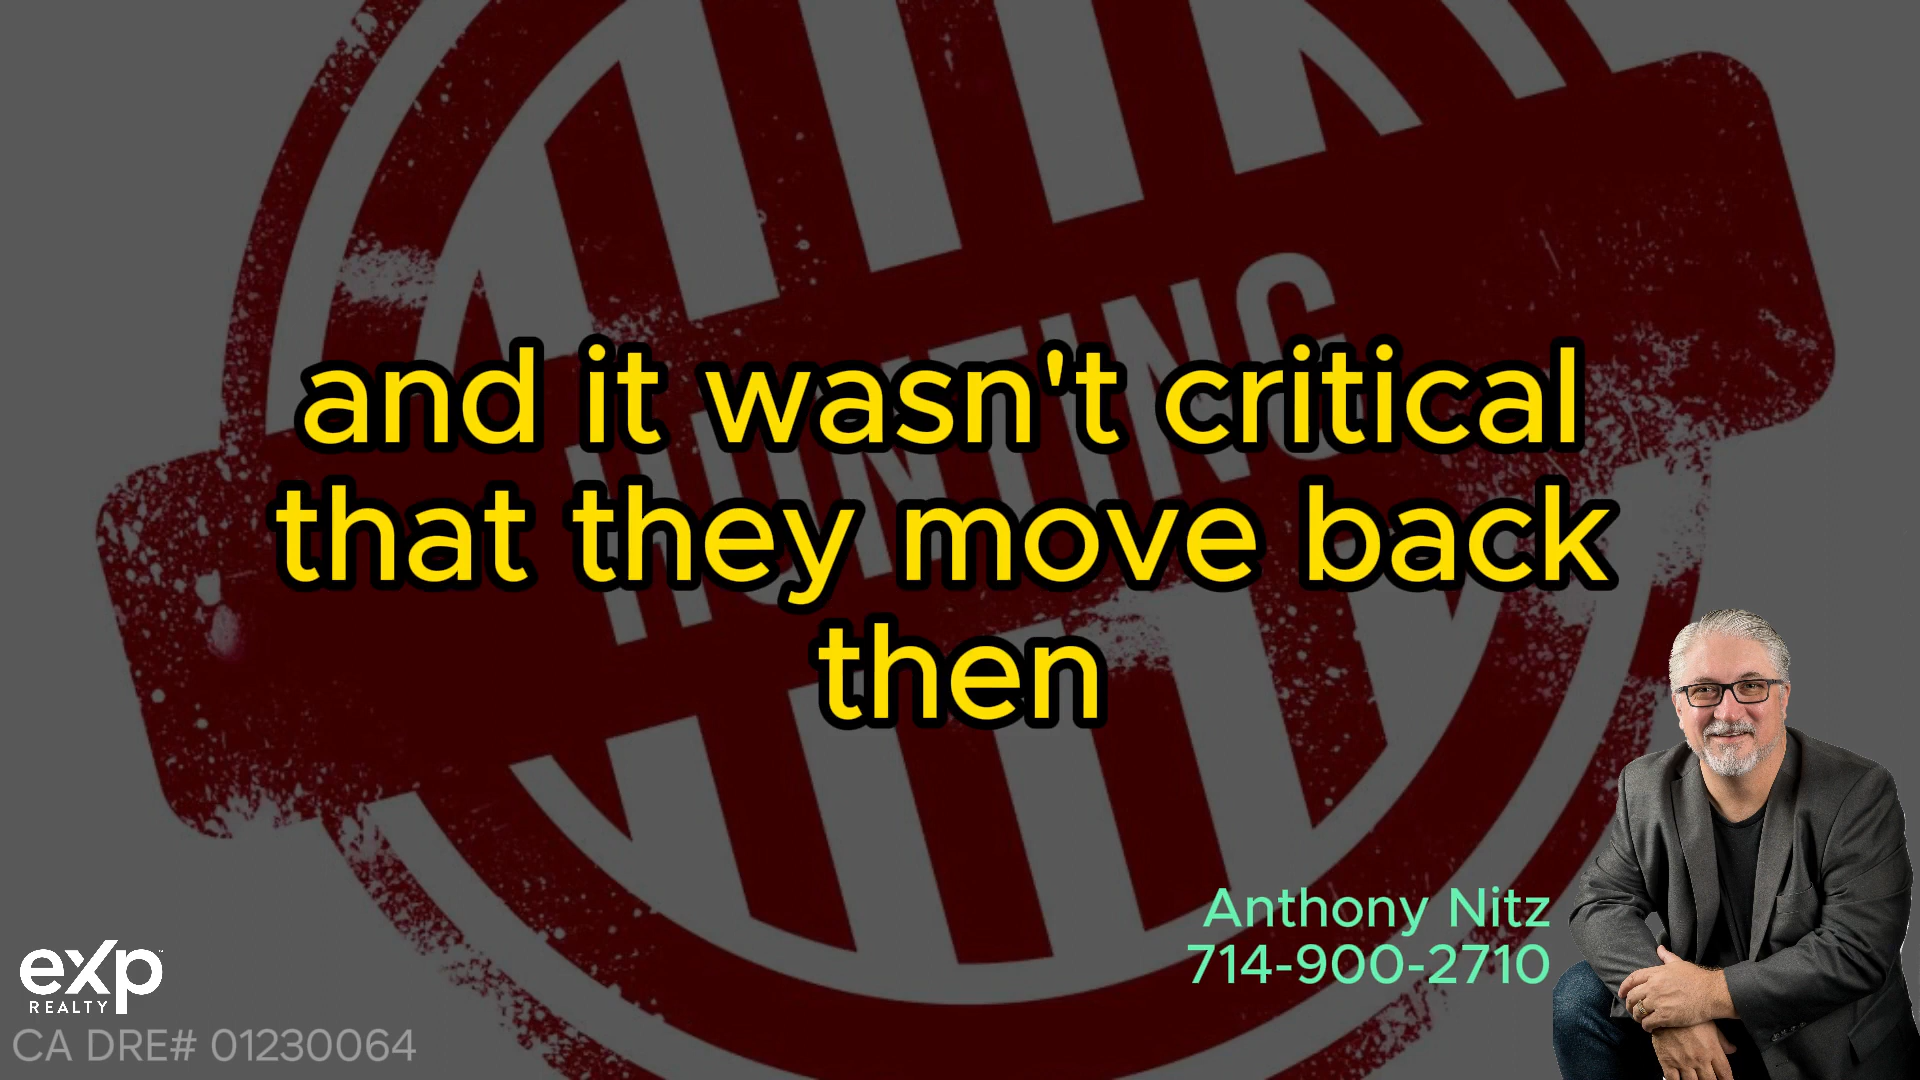 HUNTING
and it wasn't critical
that they move back
then
Anthony Nitz
714-900-2710
eXp
REALTY
CA DRE# 01230064